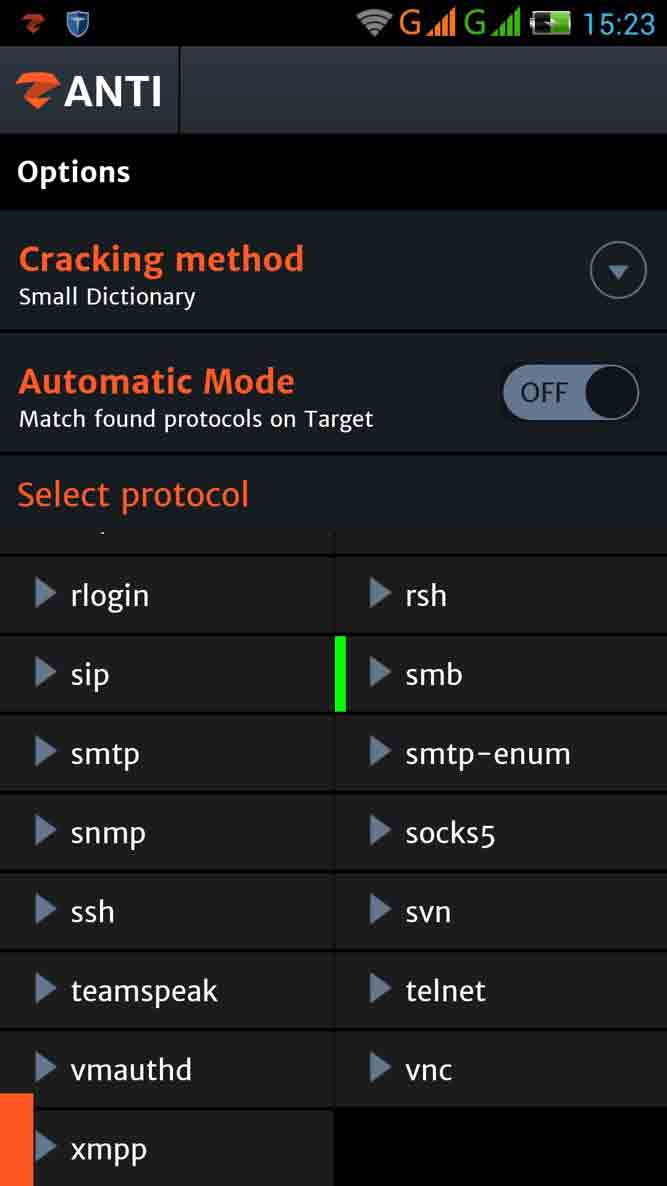 G G 15:23
ANTI
Options
Cracking method
Small Dictionary
Automatic Mode
OFF
Match found protocols on Target
Select protocol
rlogin rsh
sip smb
smtp smtp-enum
snmp socks5
ssh svn
teamspeak telnet
vmauthd vnc
xmpp